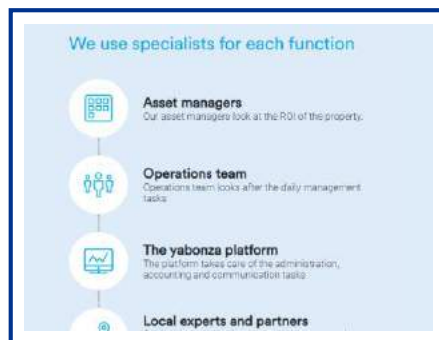 We use specialists for each function
Asset managers
Our asset managers look at the ROI of the property.
Operations team
Operations team looks after the daily management
tasks
The yabonza platform
The platform takes care of the administration,
accounting and communication tasks
Local experts and partners